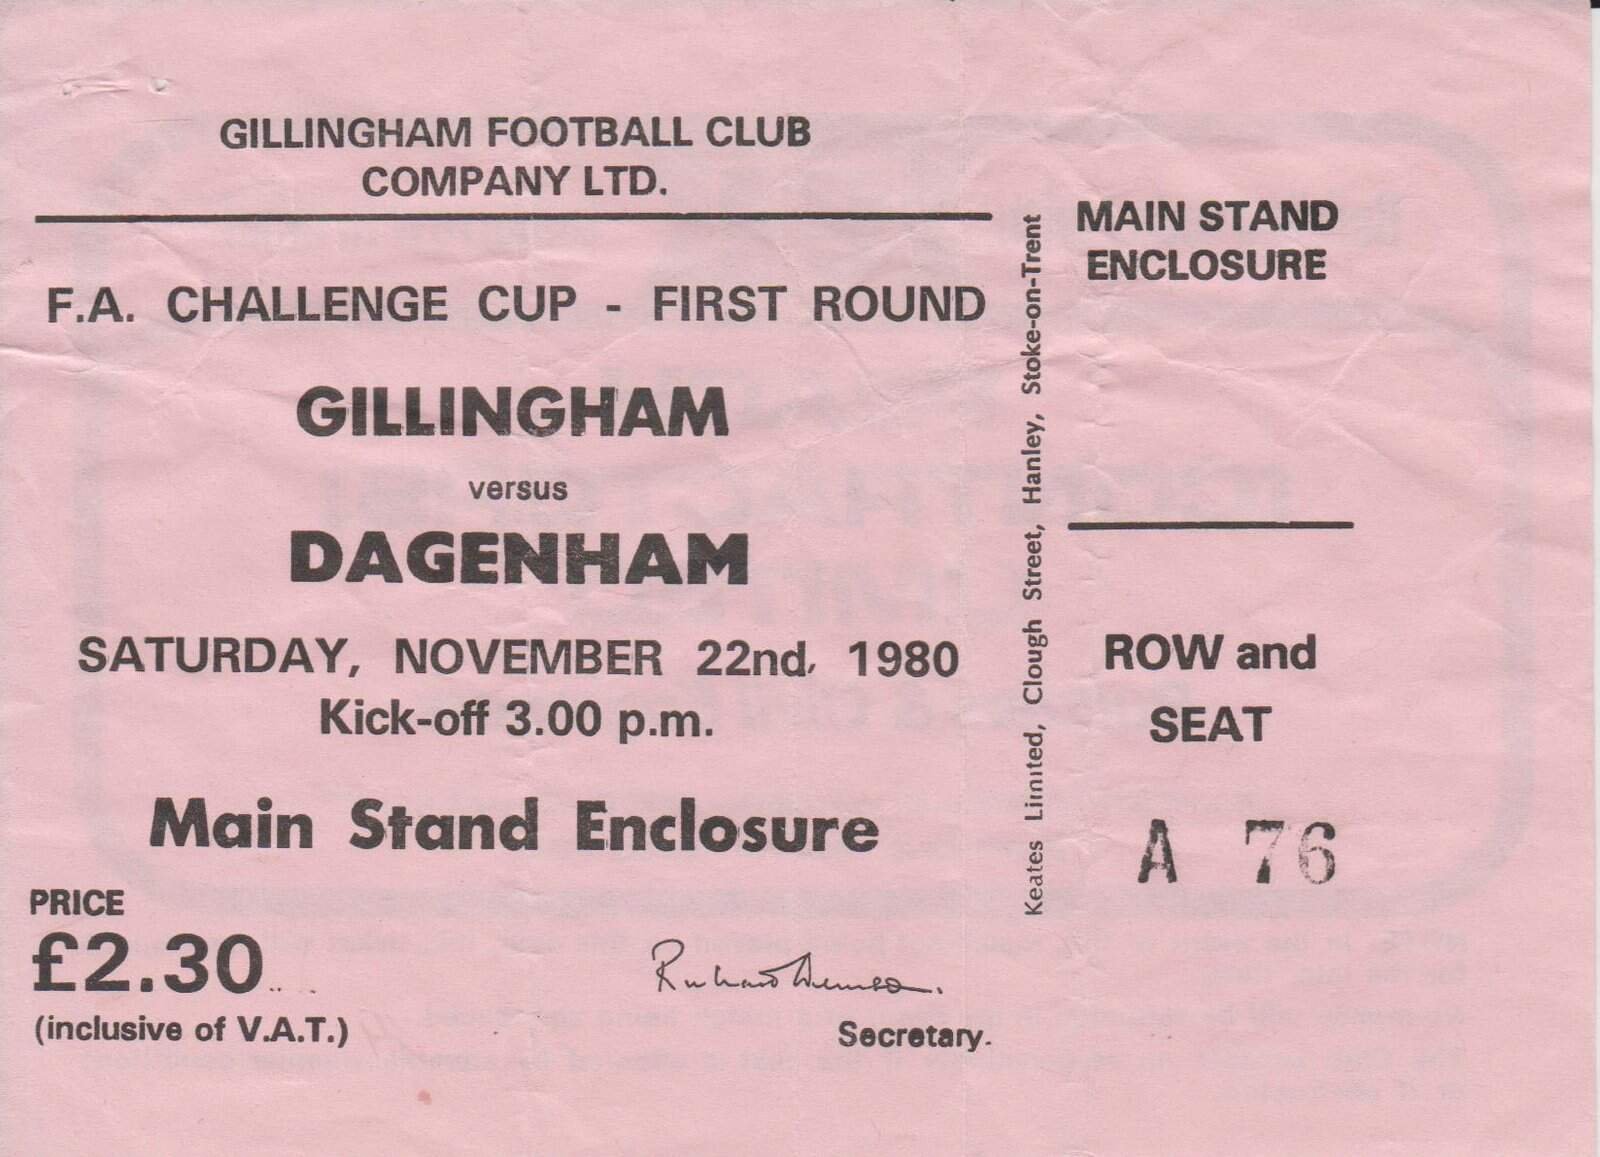 GILLINGHAM FOOTBALL CLUB
COMPANY LTD.
F.A. CHALLENGE CUP - FIRST ROUND
GILLINGHAM
versus
DAGENHAM
SATURDAY, NOVEMBER 22nd, 1980
Kick-off 3.00 p.m.
Main Stand Enclosure
PRICE
£2.30
(inclusive of V.A.T.)
Richard
Secretary.
Keates Limited, Clough Street, Hanley, Stoke-on-Trent
MAIN STAND
ENCLOSURE
ROW and
SEAT
A 76